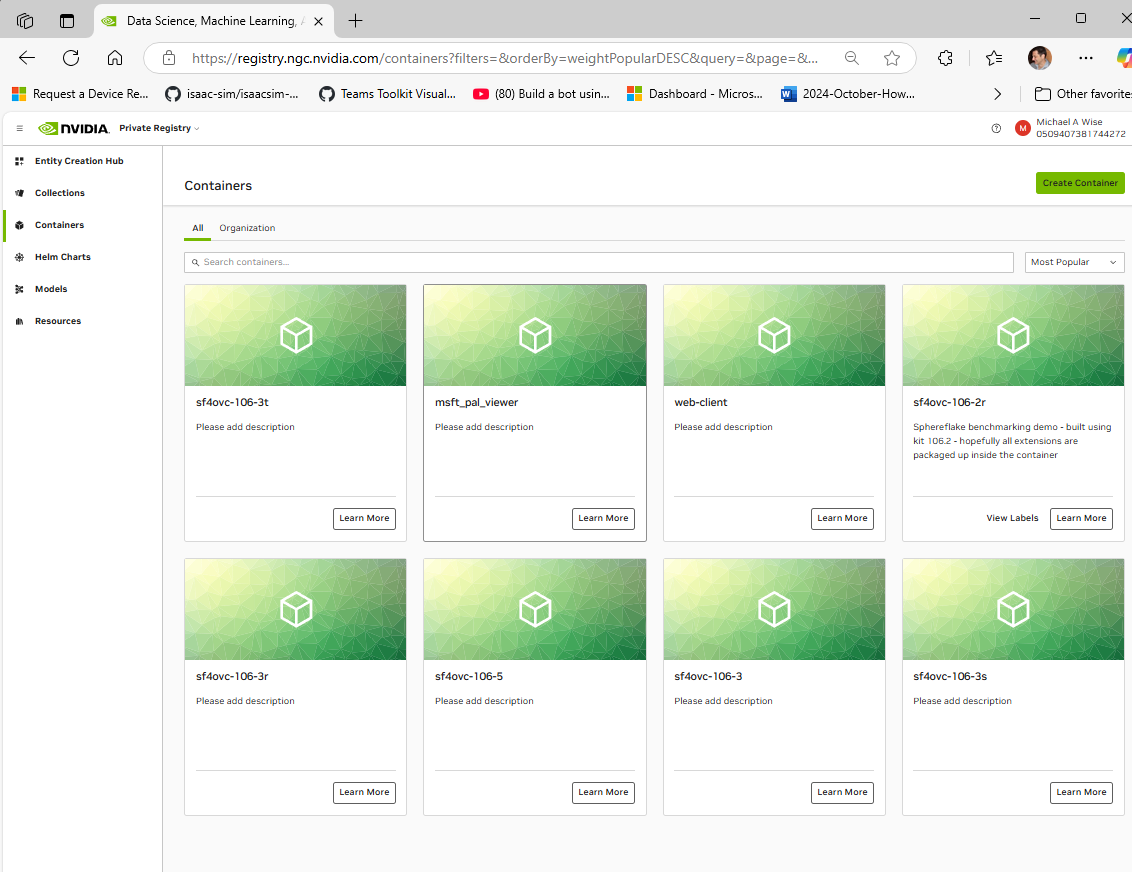 Data Science, Machine Learning, A
https://registry.ngc.nvidia.com/containers?filters=&orderBy=weightPopularDESC&query=&page=&...
Request a Device Re...
isaac-sim/isaacsim-...
Teams Toolkit Visual...
(80) Build a bot usin...
Dashboard - Micros...
2024-October-How...
Other favorites
NVIDIA.
Private Registry
M
Michael A Wise
0509407381744272
Entity Creation Hub
Collections
Containers
Helm Charts
Models
Resources
Containers
Create Container
All
Organization
Search containers...
Most Popular
sf4ovc-106-3t
Please add description
Learn More
msft_pal_viewer
Please add description
Learn More
web-client
Please add description
Learn More
sf4ovc-106-2r
Sphereflake benchmarking demo - built using
kit 106.2 - hopefully all extensions are
packaged up inside the container
View Labels
Learn More
sf4ovc-106-3r
Please add description
Learn More
sf4ovc-106-5
Please add description
Learn More
sf4ovc-106-3
Please add description
Learn More
sf4ovc-106-3s
Please add description
Learn More